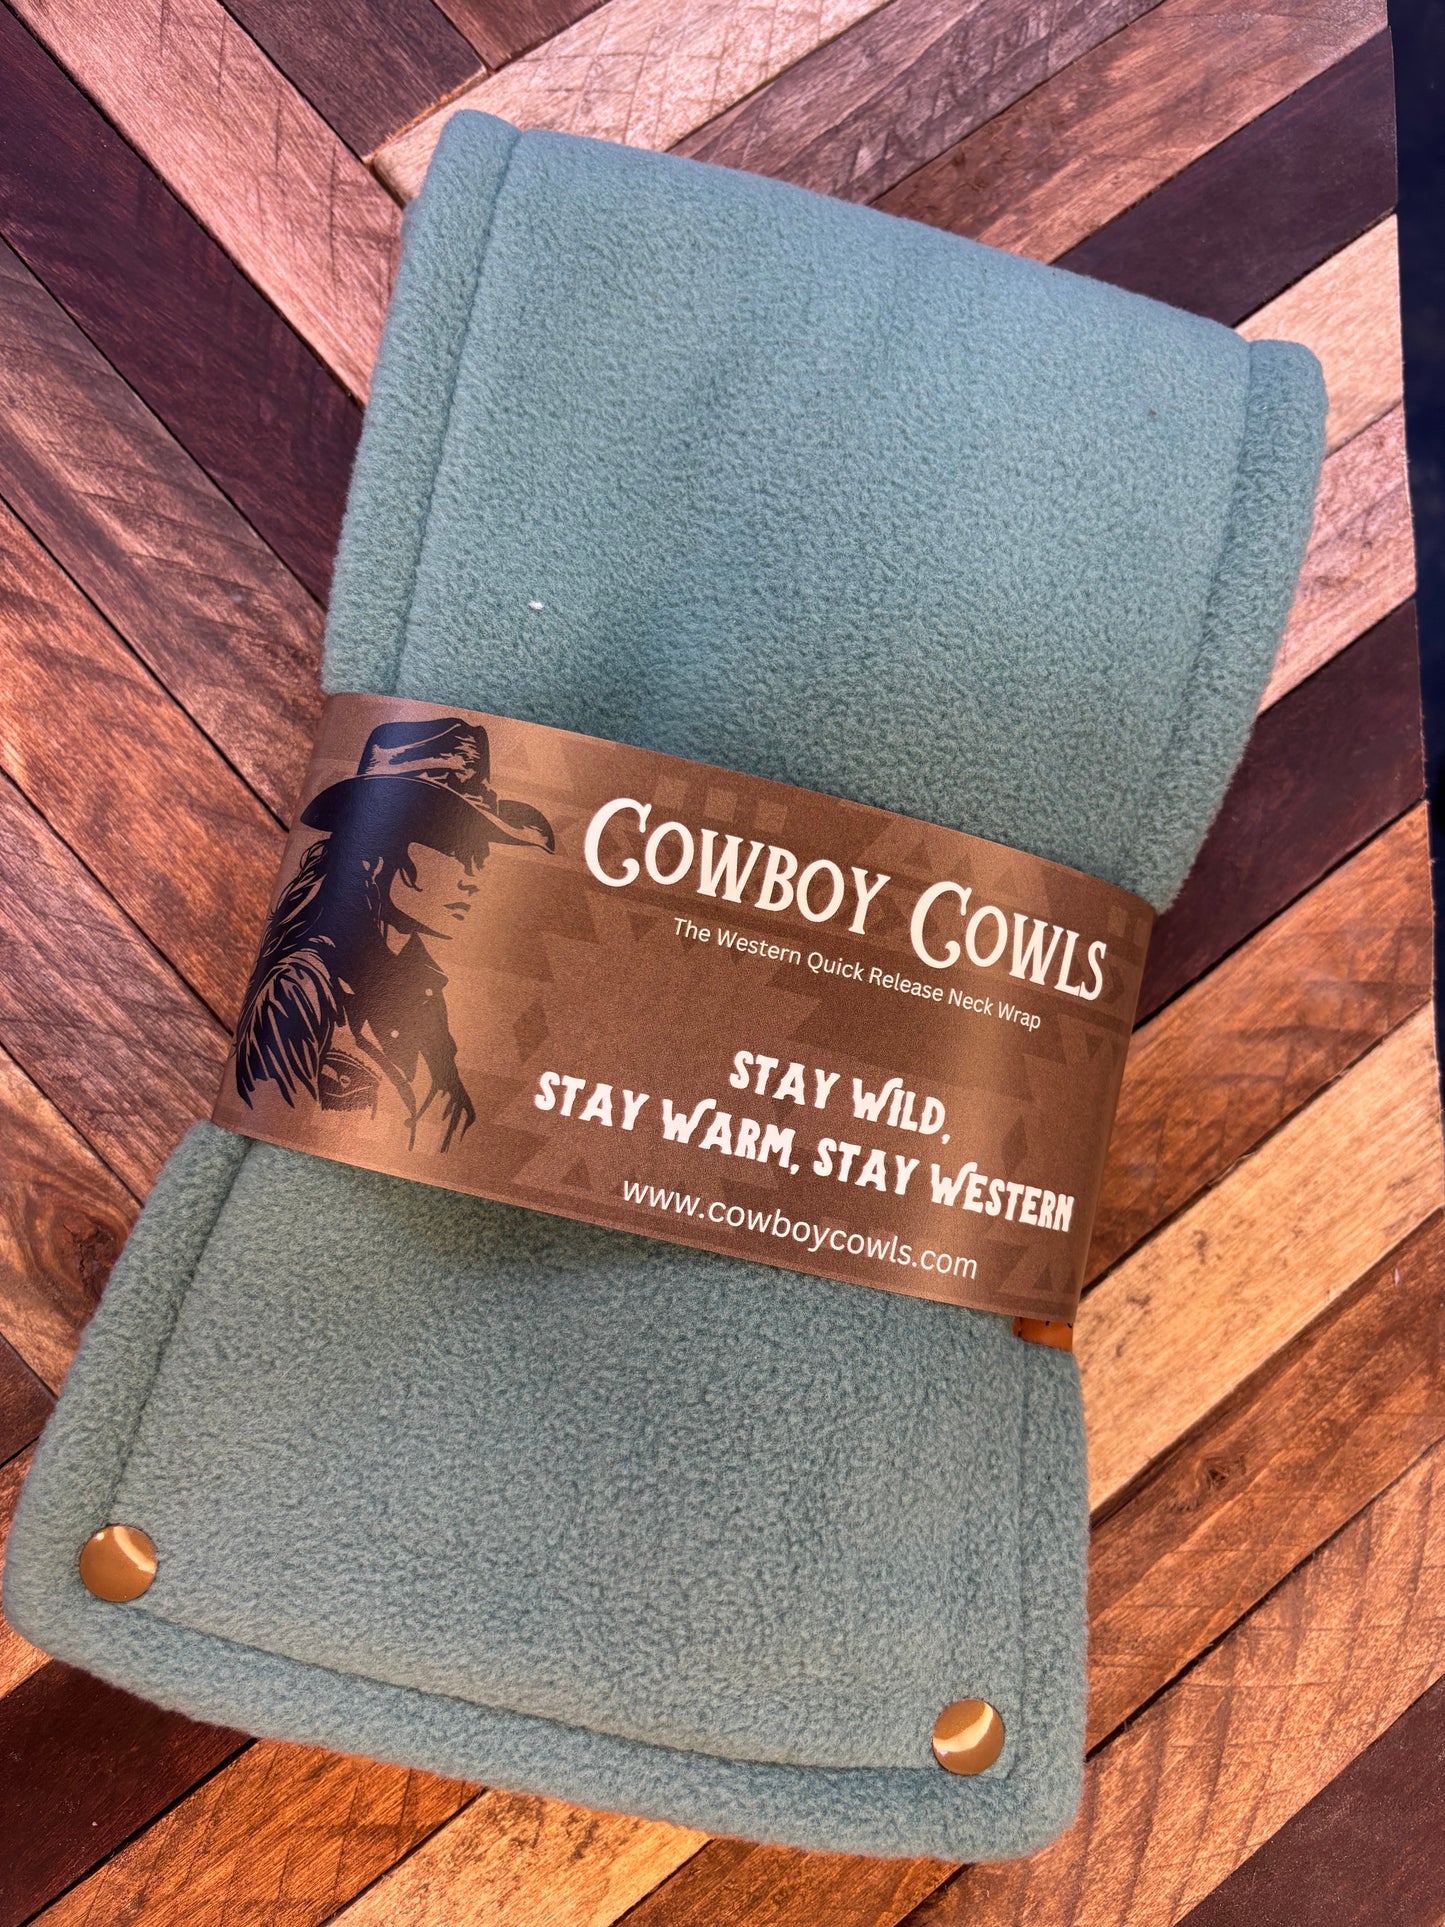 COWBOY COWLS
The Western Quick Release Neck Wrap
STAY WILD,
STAY WARM, STAY WESTERN
www.cowboycowls.com